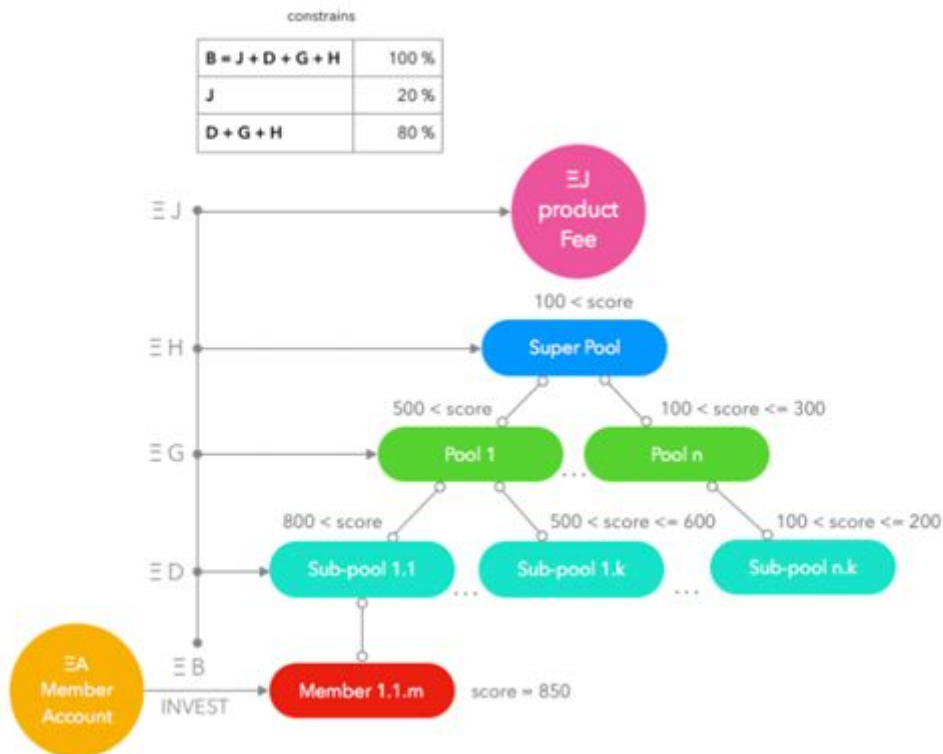 constrains
B = J + D + G + H 100 %
J 20 %
D + G + H 80 %
ΞJ
product
Fee
ΞJ
100 < score
ΞH
Super Pool
500 < score
100 < score <= 300
ΞG
Pool 1
...
Pool n
800 < score
500 < score <= 600
100 < score <= 200
ΞD
Sub-pool 1.1
...
Sub-pool 1.k
...
Sub-pool n.k
ΞA
Member
Account
ΞB
INVEST
Member 1.1.m
score = 850